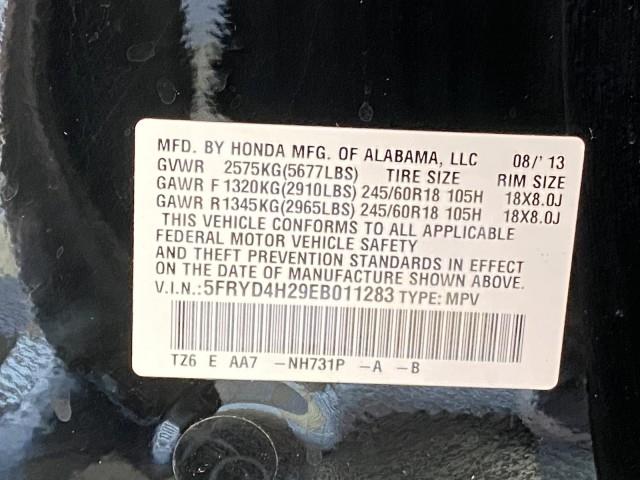 MFD. BY HONDA MFG. OF ALABAMA, LLC 08/'13
GVWR 2575KG(5677LBS) TIRE SIZE RIM SIZE
GAWR F 1320KG(2910LBS) 245/60R18 105H 18X8.0J
GAWR R 1345KG(2965LBS) 245/60R18 105H 18X8.0J
THIS VEHICLE CONFORMS TO ALL APPLICABLE
FEDERAL MOTOR VEHICLE SAFETY
AND THEFT PREVENTION STANDARDS IN EFFECT
ON THE DATE OF MANUFACTURE SHOWN ABOVE.
V.I.N.:5FRYD4H29EB011283 TYPE: MPV
TZ6 E AA7 -NH731P -A -B